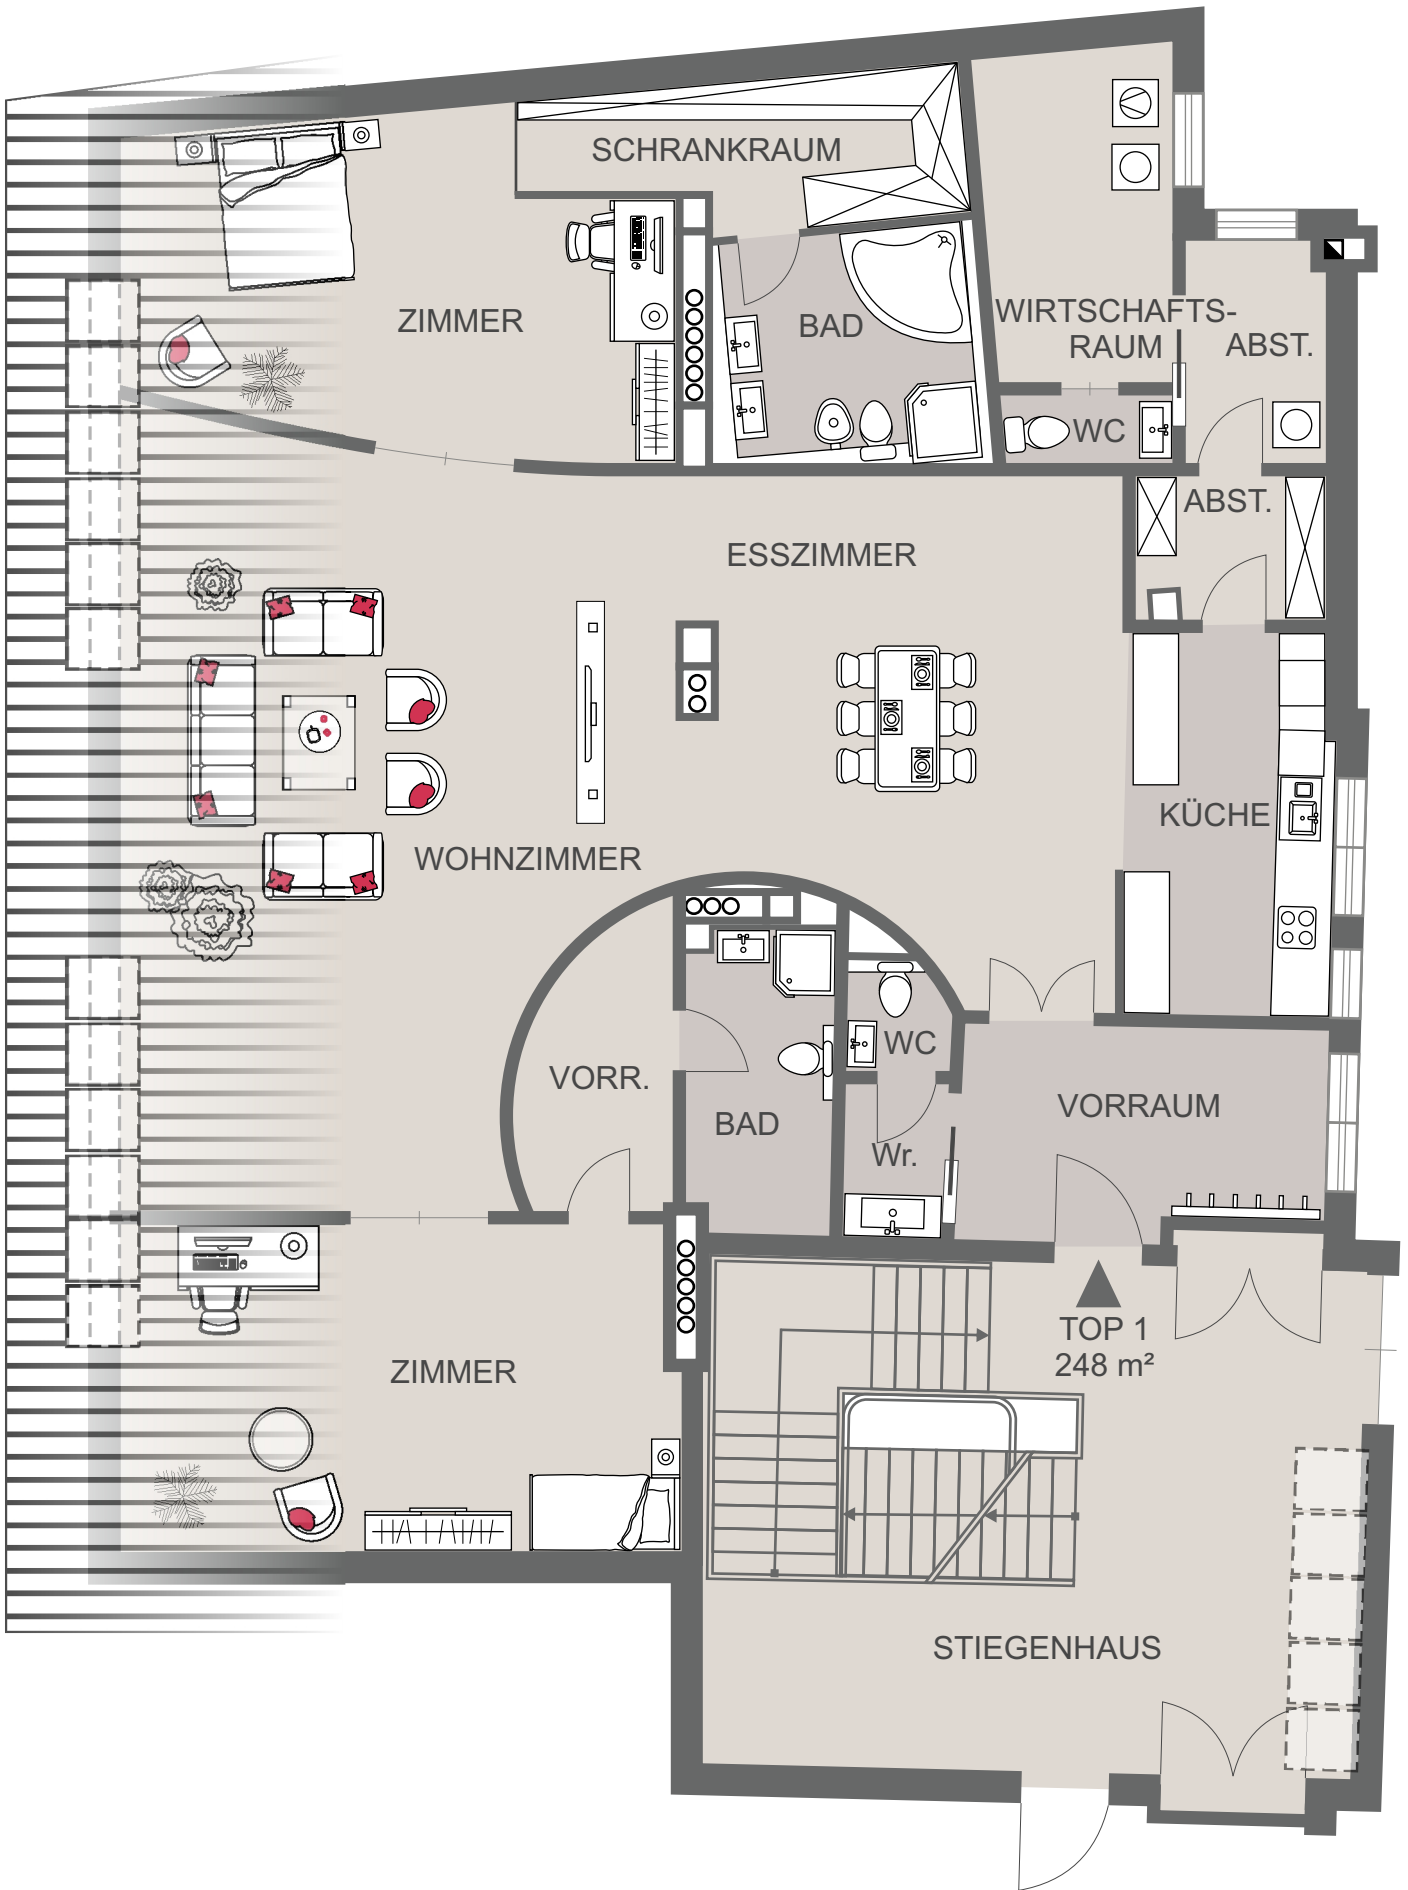 SCHRANKRAUM
ZIMMER
BAD
WIRTSCHAFTS-
RAUM
ABST.
WC
ABST.
ESSZIMMER
KÜCHE
WOHNZIMMER
WC
VORR.
VORRAUM
BAD
Wr.
TOP 1
248 m²
ZIMMER
STIEGENHAUS